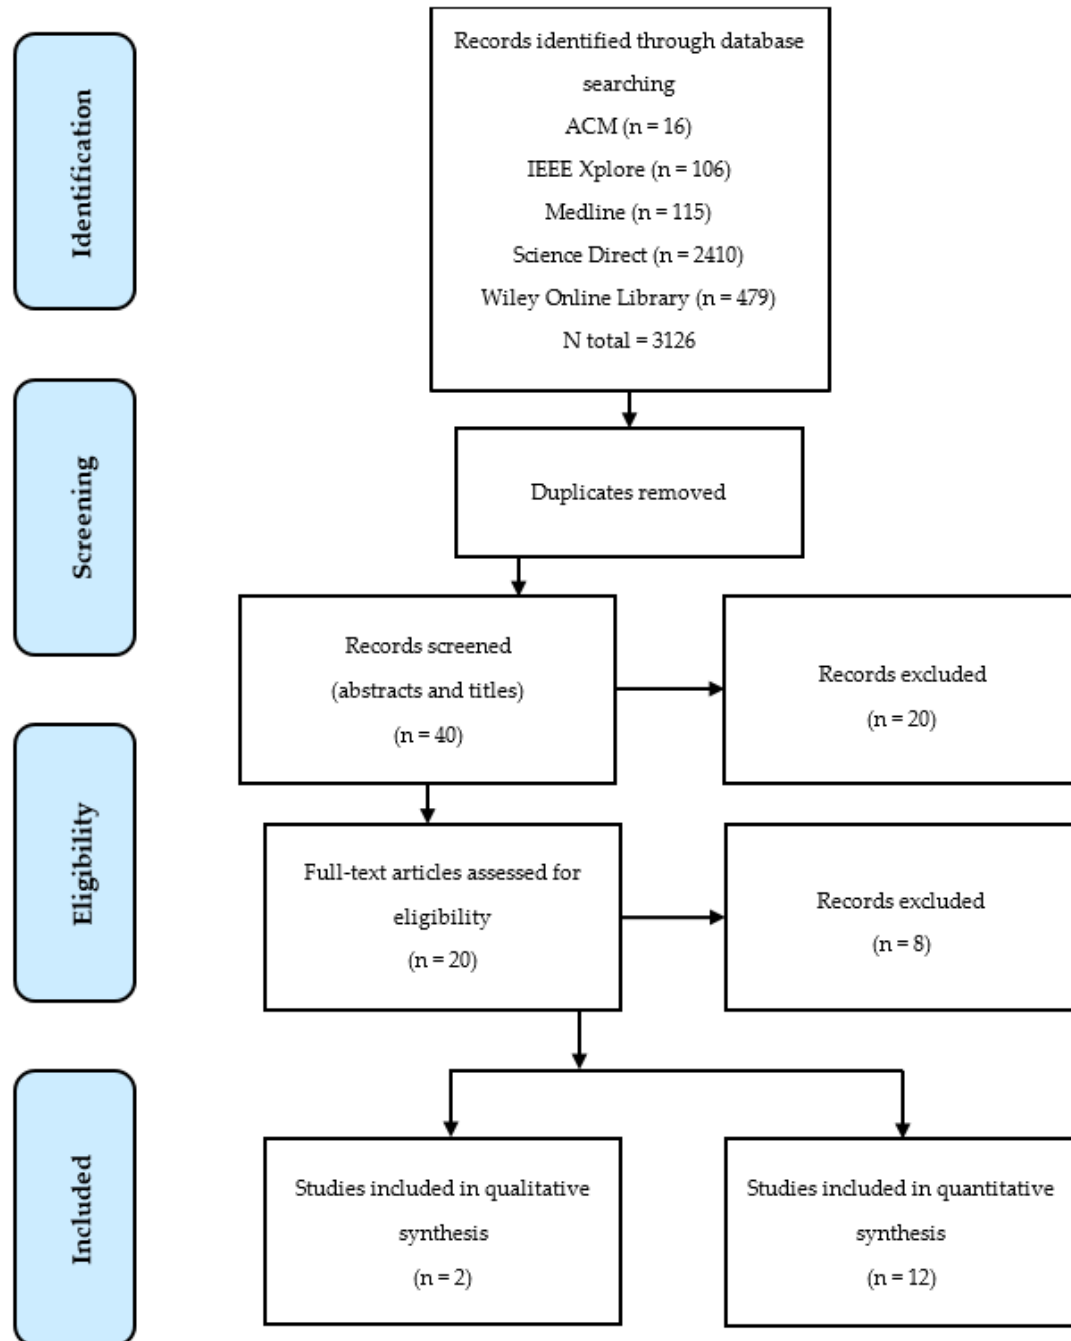 Identification
Records identified through database
searching
ACM (n = 16)
IEEE Xplore (n = 106)
Medline (n = 115)
Science Direct (n = 2410)
Wiley Online Library (n = 479)
N total = 3126
Screening
Duplicates removed
Records screened
(abstracts and titles)
(n = 40)
Records excluded
(n = 20)
Eligibility
Full-text articles assessed for
eligibility
(n = 20)
Records excluded
(n = 8)
Included
Studies included in qualitative
synthesis
(n = 2)
Studies included in quantitative
synthesis
(n = 12)